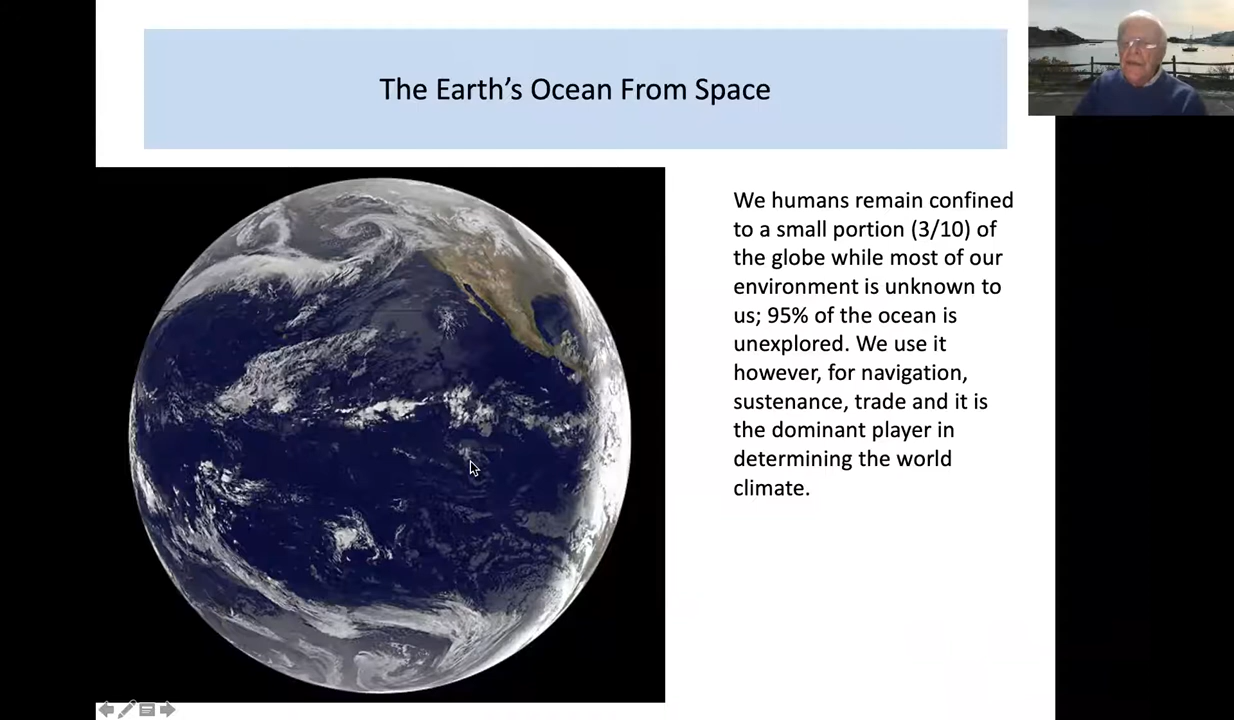 The Earth’s Ocean From Space
We humans remain confined
to a small portion (3/10) of
the globe while most of our
environment is unknown to
us; 95% of the ocean is
unexplored. We use it
however, for navigation,
sustenance, trade and it is
the dominant player in
determining the world
climate.